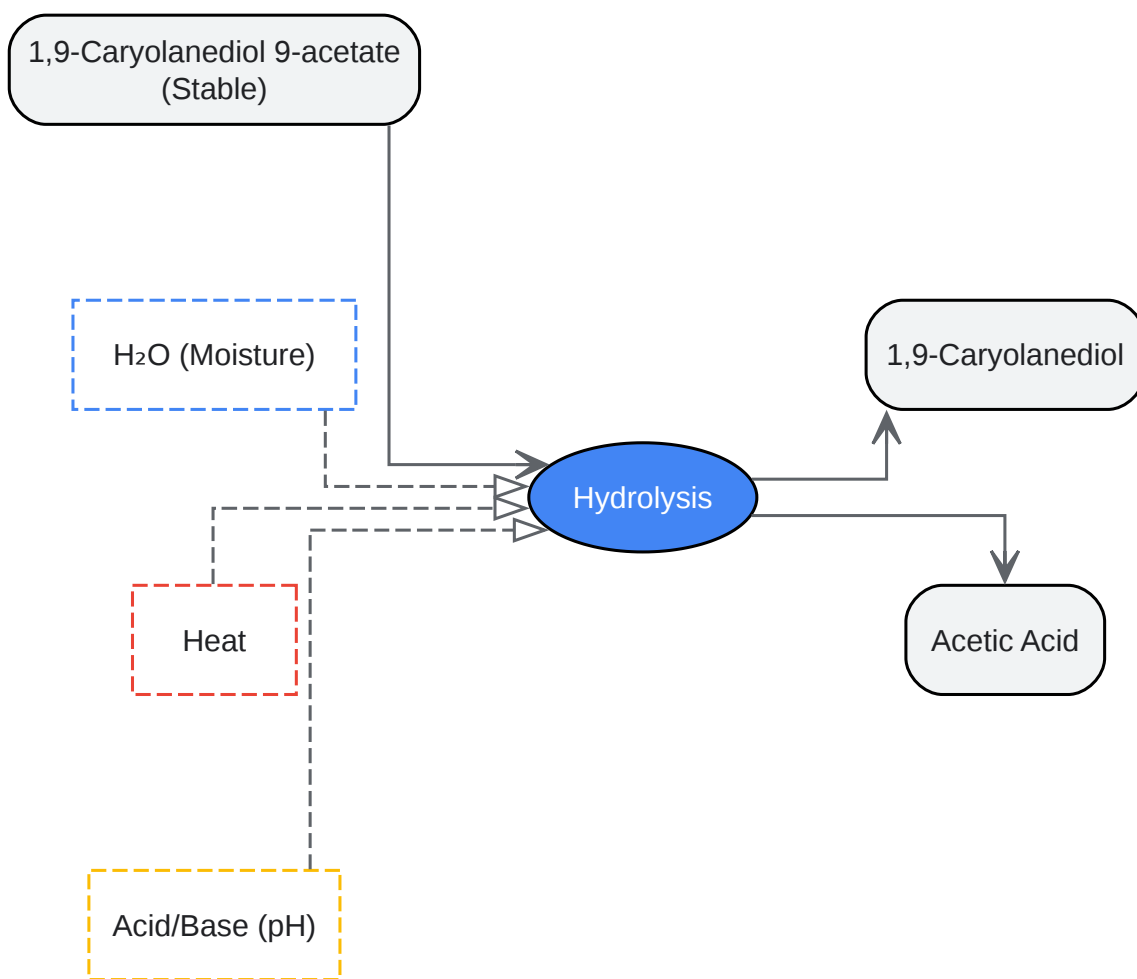 1,9-Caryolanediol 9-acetate
(Stable)
H₂O (Moisture)
1,9-Caryolanediol
Hydrolysis
Heat
Acetic Acid
Acid/Base (pH)